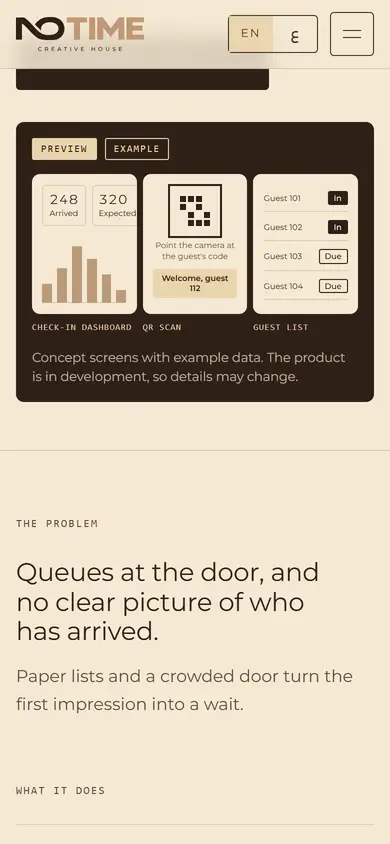 NOTIME
CREATIVE HOUSE
EN
ع
PREVIEW
EXAMPLE
248
Arrived
320
Expected
Point the camera at
the guest's code
Welcome, guest
112
Guest 101
In
Guest 102
In
Guest 103
Due
Guest 104
Due
CHECK-IN DASHBOARD
QR SCAN
GUEST LIST
Concept screens with example data. The product
is in development, so details may change.
THE PROBLEM
Queues at the door, and
no clear picture of who
has arrived.
Paper lists and a crowded door turn the
first impression into a wait.
WHAT IT DOES